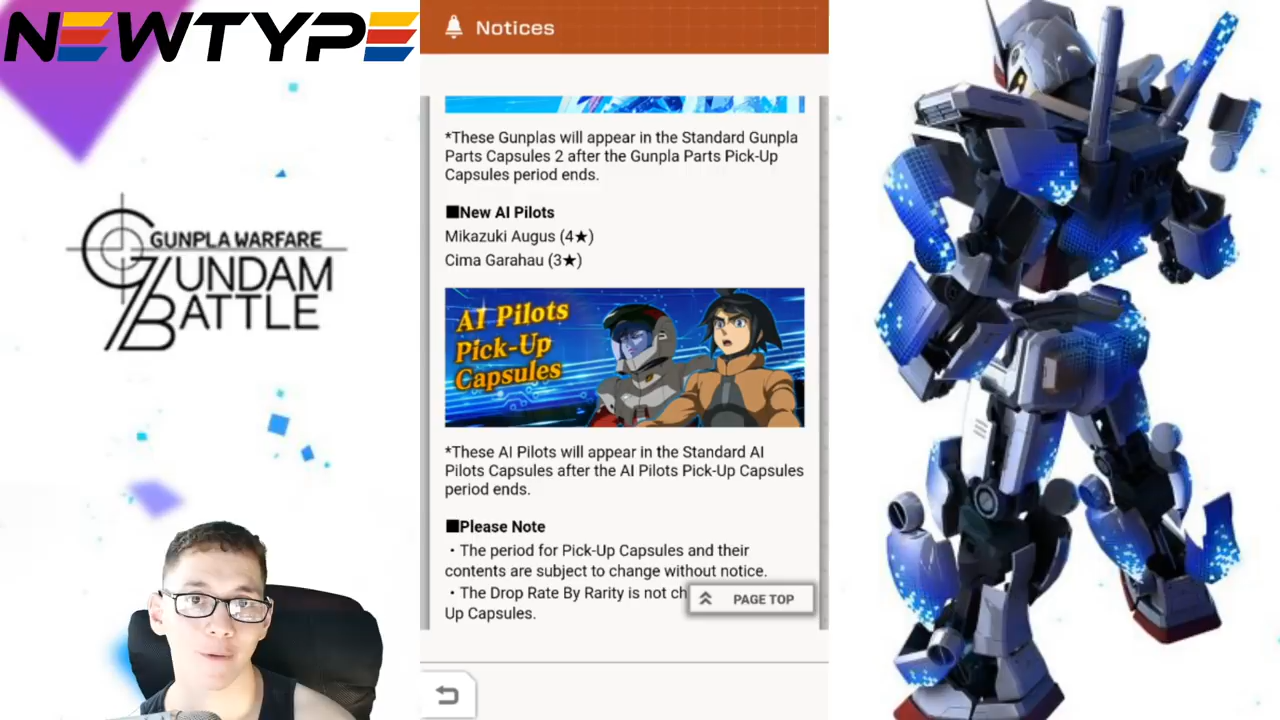 NEWTYPE
GUNPLA WARFARE
GUNDAM
BATTLE
Notices
*These Gunplas will appear in the Standard Gunpla
Parts Capsules 2 after the Gunpla Parts Pick-Up
Capsules period ends.
■New AI Pilots
Mikazuki Augus (4★)
Cima Garahau (3★)
AI Pilots
Pick-Up
Capsules
*These AI Pilots will appear in the Standard AI
Pilots Capsules after the AI Pilots Pick-Up Capsules
period ends.
■Please Note
・The period for Pick-Up Capsules and their
contents are subject to change without notice.
・The Drop Rate By Rarity is not ch
Up Capsules.
PAGE TOP